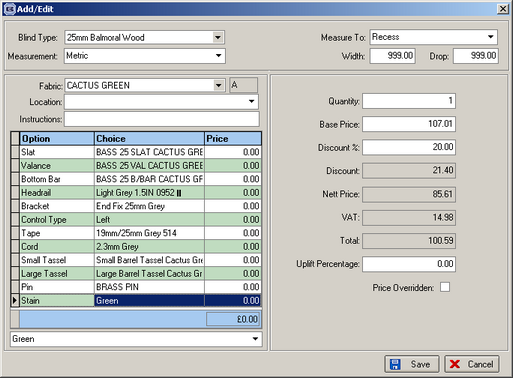 Add/Edit
Blind Type: 25mm Balmoral Wood
Measure To: Recess
Measurement: Metric
Width: 999.00 Drop: 999.00
Fabric: CACTUS GREEN A
Location:
Instructions:
Option Choice Price
Slat BASS 25 SLAT CACTUS GREE 0.00
Valance BASS 25 VAL CACTUS GREE 0.00
Bottom Bar BASS 25 B/BAR CACTUS GF 0.00
Headrail Light Grey 1.5IN 0952 0.00
Bracket End Fix 25mm Grey 0.00
Control Type Left 0.00
Tape 19mm/25mm Grey 514 0.00
Cord 2.3mm Grey 0.00
Small Tassel Small Barrel Tassel Cactus Gr 0.00
Large Tassel Large Barrel Tassel Cactus Gr 0.00
Pin BRASS PIN 0.00
Stain Green 0.00
£0.00
Green
Quantity: 1
Base Price: 107.01
Discount %: 20.00
Discount: 21.40
Nett Price: 85.61
VAT: 14.98
Total: 100.59
Uplift Percentage: 0.00
Price Overridden:
Save Cancel